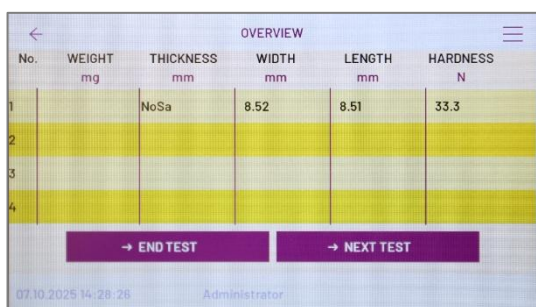 OVERVIEW
No. WEIGHT THICKNESS WIDTH LENGTH HARDNESS
mg mm mm mm N
1 NoSa 8.52 8.51 33.3
2
3
4
→ END TEST → NEXT TEST
07.10.2025 14:28:26 Administrator